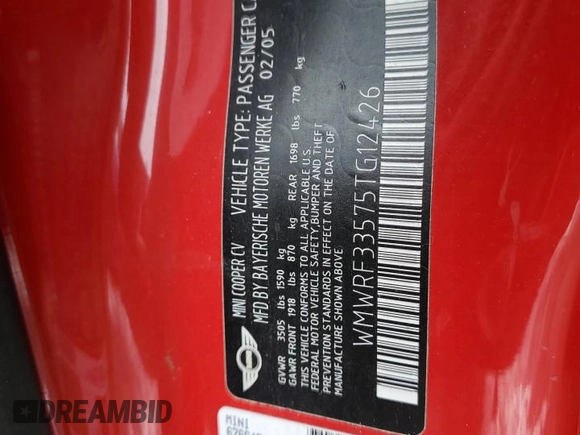 MINI COOPER CV VEHICLE TYPE: PASSENGER
MFD BY BAYERISCHE MOTOREN WERKE AG 02/05
GVWR 3505 lbs 1590 kg
GAWR FRONT 1918 lbs 870 kg REAR 1698 lbs 770 kg
THIS VEHICLE CONFORMS TO ALL APPLICABLE U.S.
FEDERAL MOTOR VEHICLE SAFETY,BUMPER AND THEFT
PREVENTION STANDARDS IN EFFECT ON THE DATE OF
MANUFACTURE SHOWN ABOVE
WMWRF33575TG12426
MINI
DREAMBID